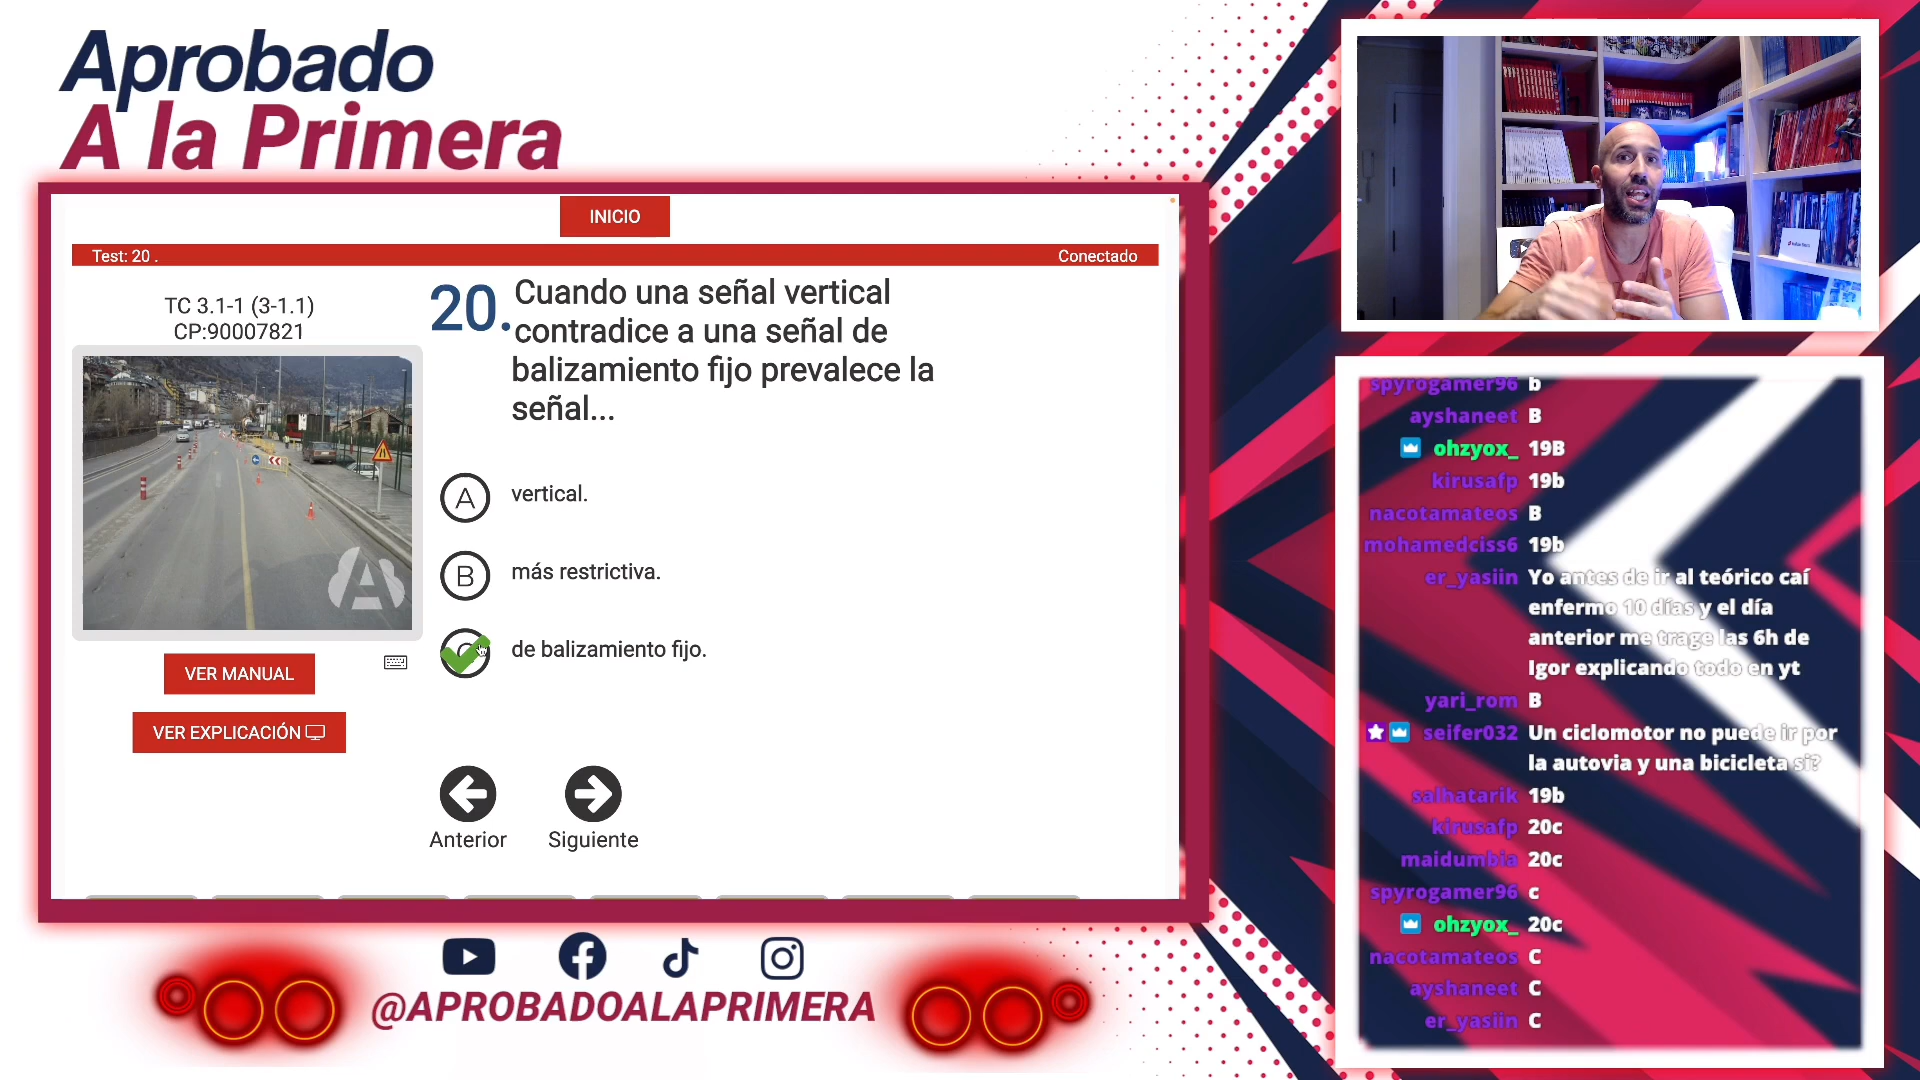 Aprobado
A la Primera
INICIO
Test: 20 .
Conectado
TC 3.1-1 (3-1.1)
CP:90007821
20.
Cuando una señal vertical
contradice a una señal de
balizamiento fijo prevalece la
señal...
A vertical.
B más restrictiva.
de balizamiento fijo.
VER MANUAL
VER EXPLICACIÓN
Anterior
Siguiente
@APROBADOALAPRIMERA
spyrogamer96 b
ayshaneet B
ohzyox_ 19B
kirusafp 19b
nacotamateos B
mohamedciss6 19b
er_yasiin Yo antes de ir al teórico caí
enfermo 10 días y el día
anterior me trage las 6h de
Igor explicando todo en yt
yari_rom B
seifer032 Un ciclomotor no puede ir por
la autovia y una bicicleta si?
salhatarik 19b
kirusafp 20c
maidumbia 20c
spyrogamer96 c
ohzyox_ 20c
nacotamateos C
ayshaneet C
er_yasiin C